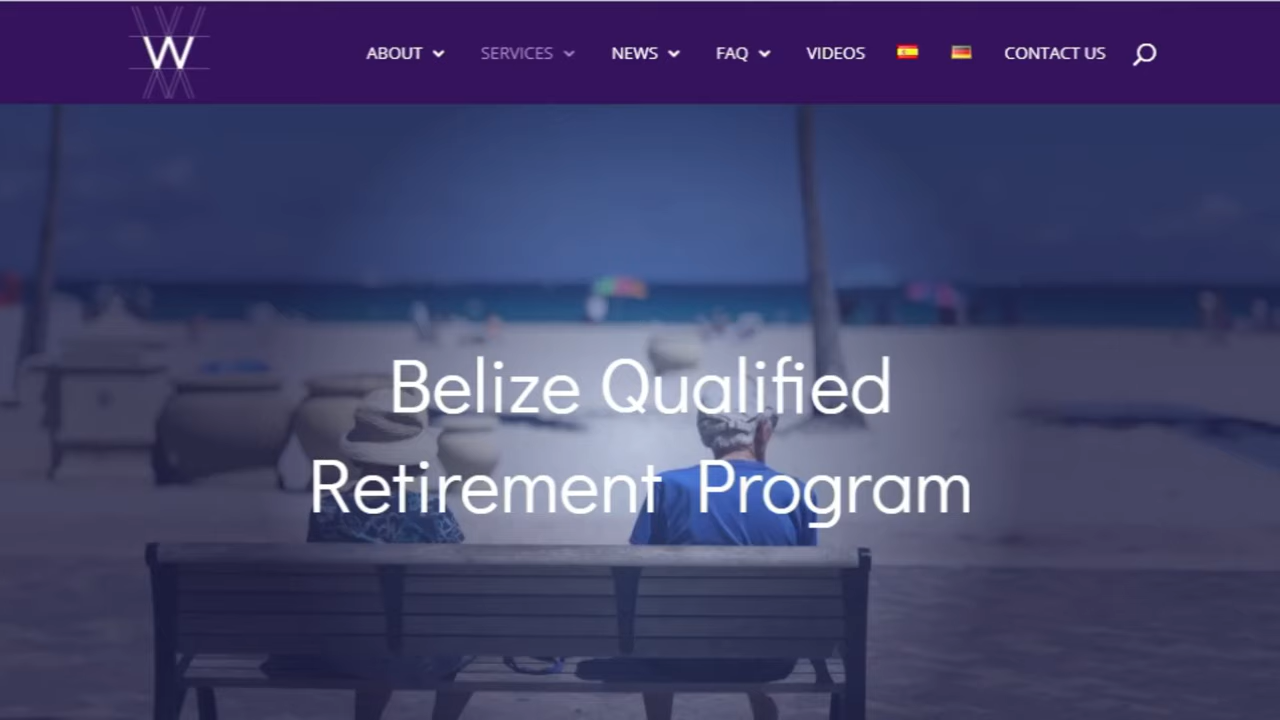 W
ABOUT SERVICES NEWS FAQ VIDEOS CONTACT US
Belize Qualified
Retirement Program